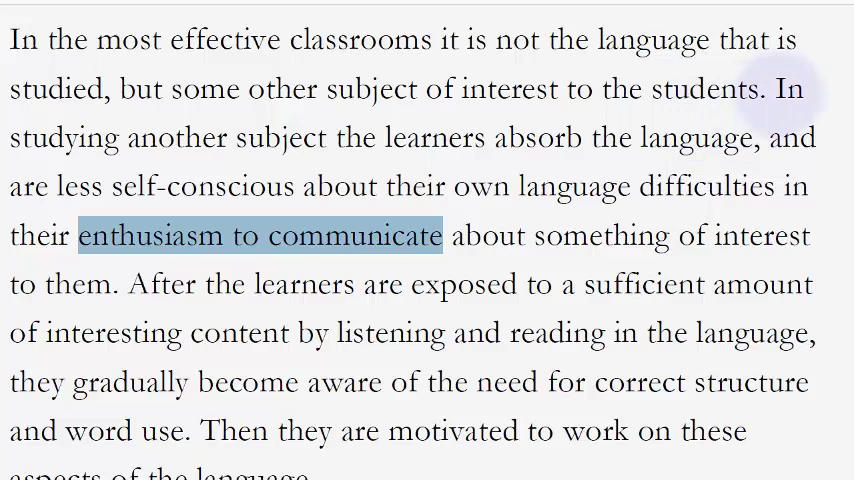 In the most effective classrooms it is not the language that is
studied, but some other subject of interest to the students. In
studying another subject the learners absorb the language, and
are less self-conscious about their own language difficulties in
their enthusiasm to communicate about something of interest
to them. After the learners are exposed to a sufficient amount
of interesting content by listening and reading in the language,
they gradually become aware of the need for correct structure
and word use. Then they are motivated to work on these
aspects of the language.